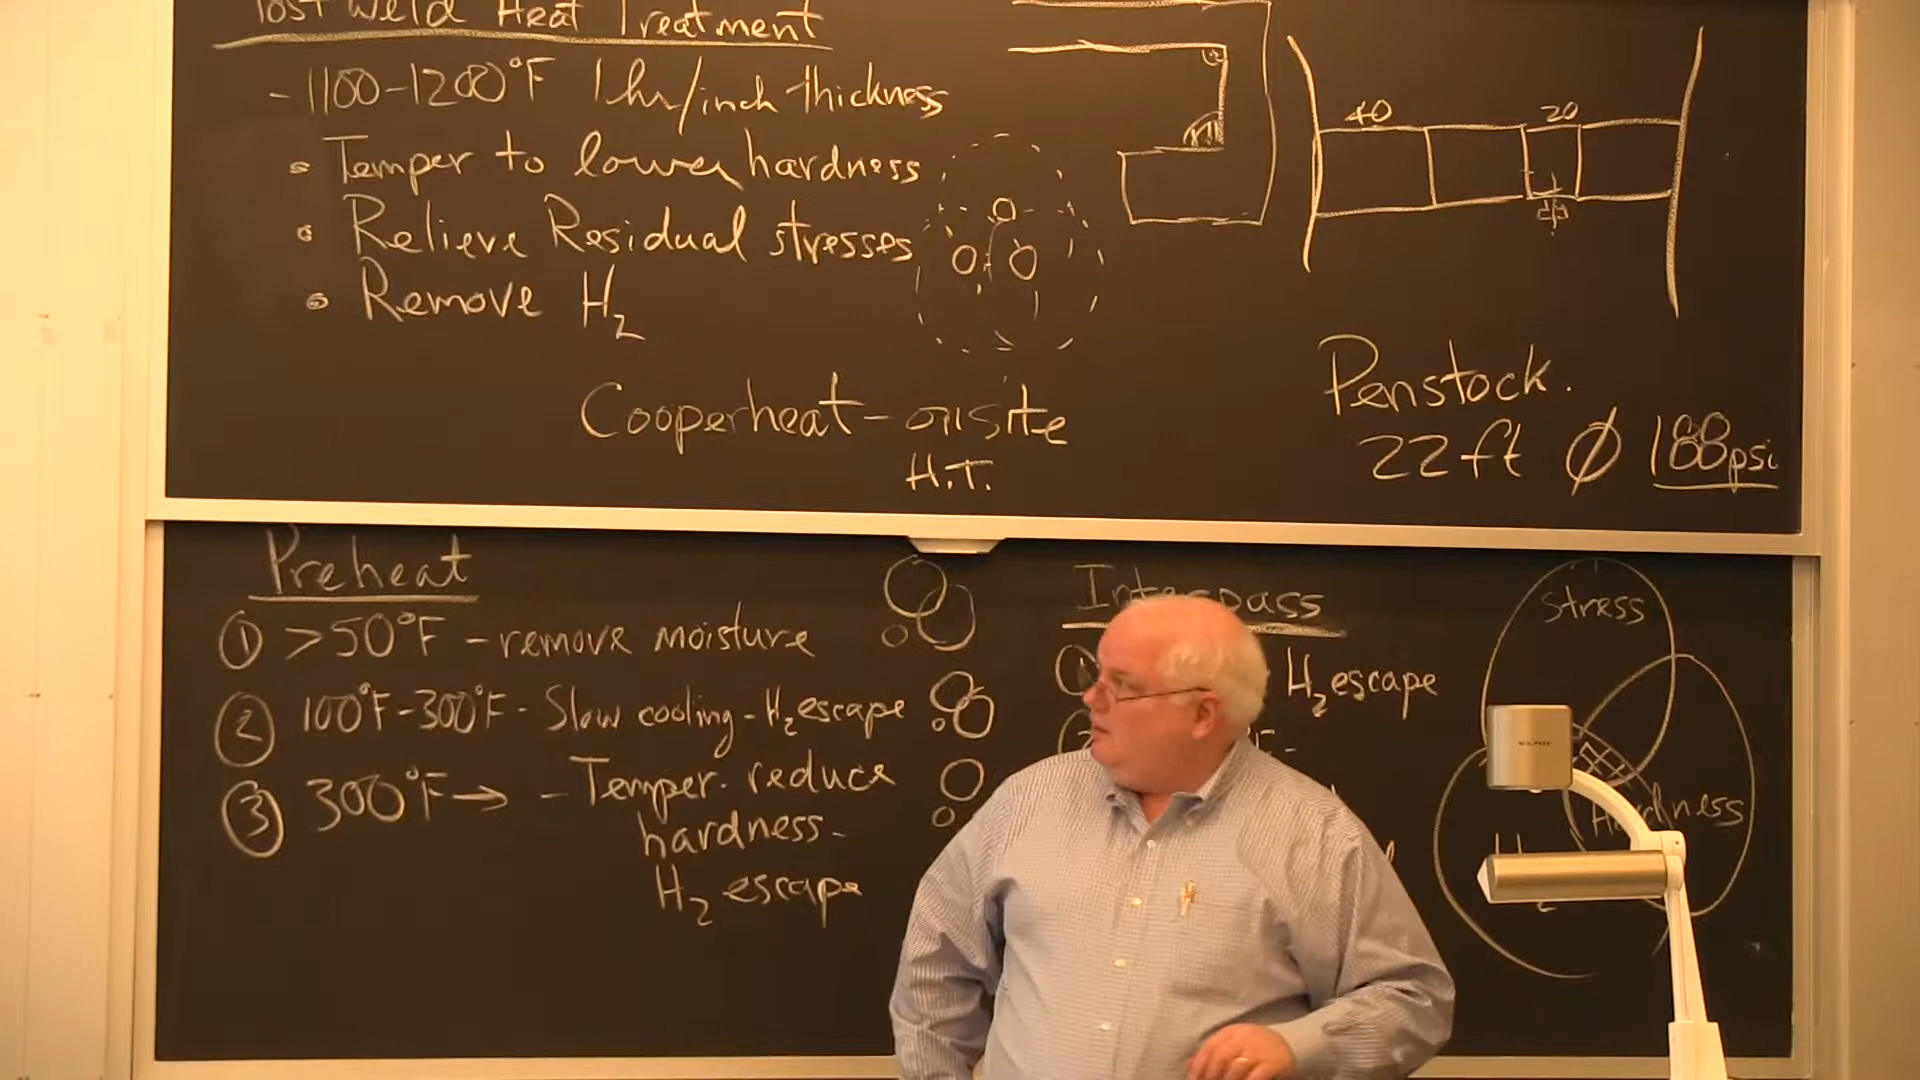 Post Weld Heat Treatment
- 1100-1200°F 1hr/inch thickness
• Temper to lower hardness
• Relieve Residual stresses
• Remove H2
Cooperheat - onsite
H.T.
40
20
Penstock.
22ft Ø 188psi
Preheat
① >50°F - remove moisture
② 100°F-300°F - Slow cooling - H2 escape
③ 300°F → - Temper. reduce
hardness -
H2 escape
Interpass
① H2 escape
Stress
Hardness